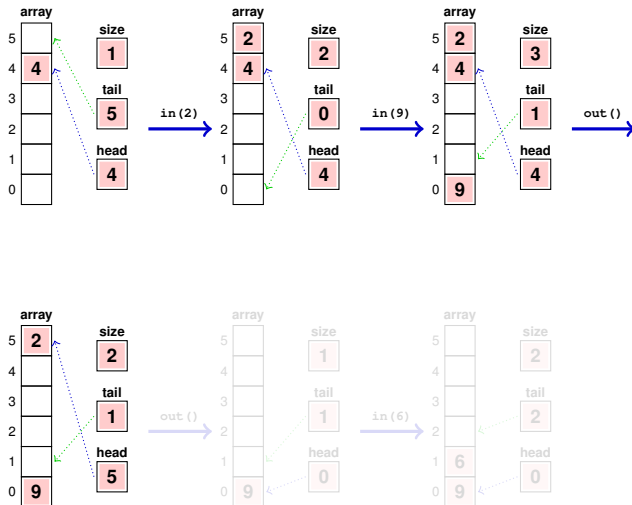 array array array
size size size
5 2 5 2 5
1 2 3
4 4 4 4 4 4
tail tail tail
3 3 3
5 in(2) 0 in(9) 1 out()
2 2 2
head head head
1 1 1
4 4 4
0 0 9 0
array array array
size size size
2 5 5 5
2 1 2
4 4 4
tail tail tail
3 3 3
1 out() 1 in(6) 2
2 2 2
head head head
1 1 6 1
5 0 0
9 0 9 0 9 0